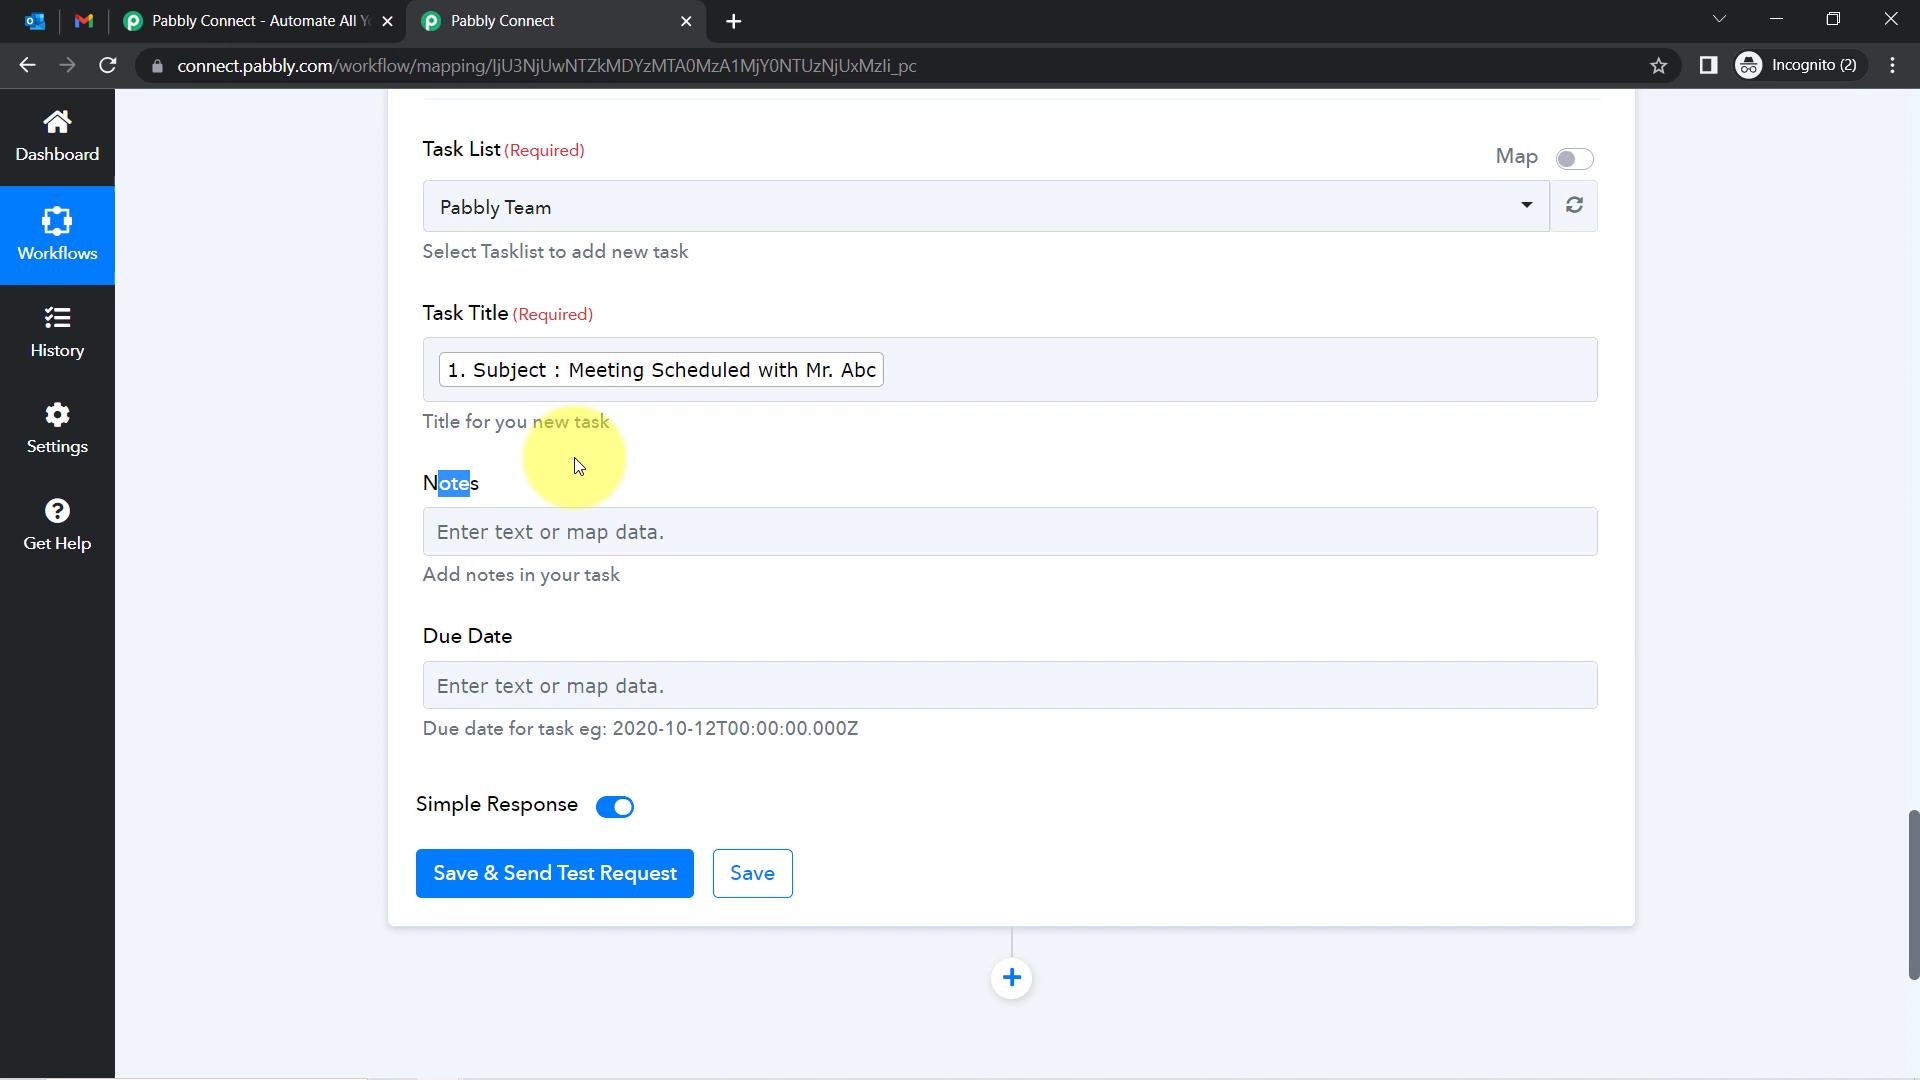 Pabbly Connect - Automate All Y
Pabbly Connect
connect.pabbly.com/workflow/mapping/IjU3NjUwNTZkMDYzMTA0MzA1MjY0NTUzNjUxMzIi_pc
Incognito (2)
Dashboard
Workflows
History
Settings
Get Help
Task List (Required)
Map
Pabbly Team
Select Tasklist to add new task
Task Title (Required)
1. Subject : Meeting Scheduled with Mr. Abc
Title for you new task
Notes
Enter text or map data.
Add notes in your task
Due Date
Enter text or map data.
Due date for task eg: 2020-10-12T00:00:00.000Z
Simple Response
Save & Send Test Request
Save